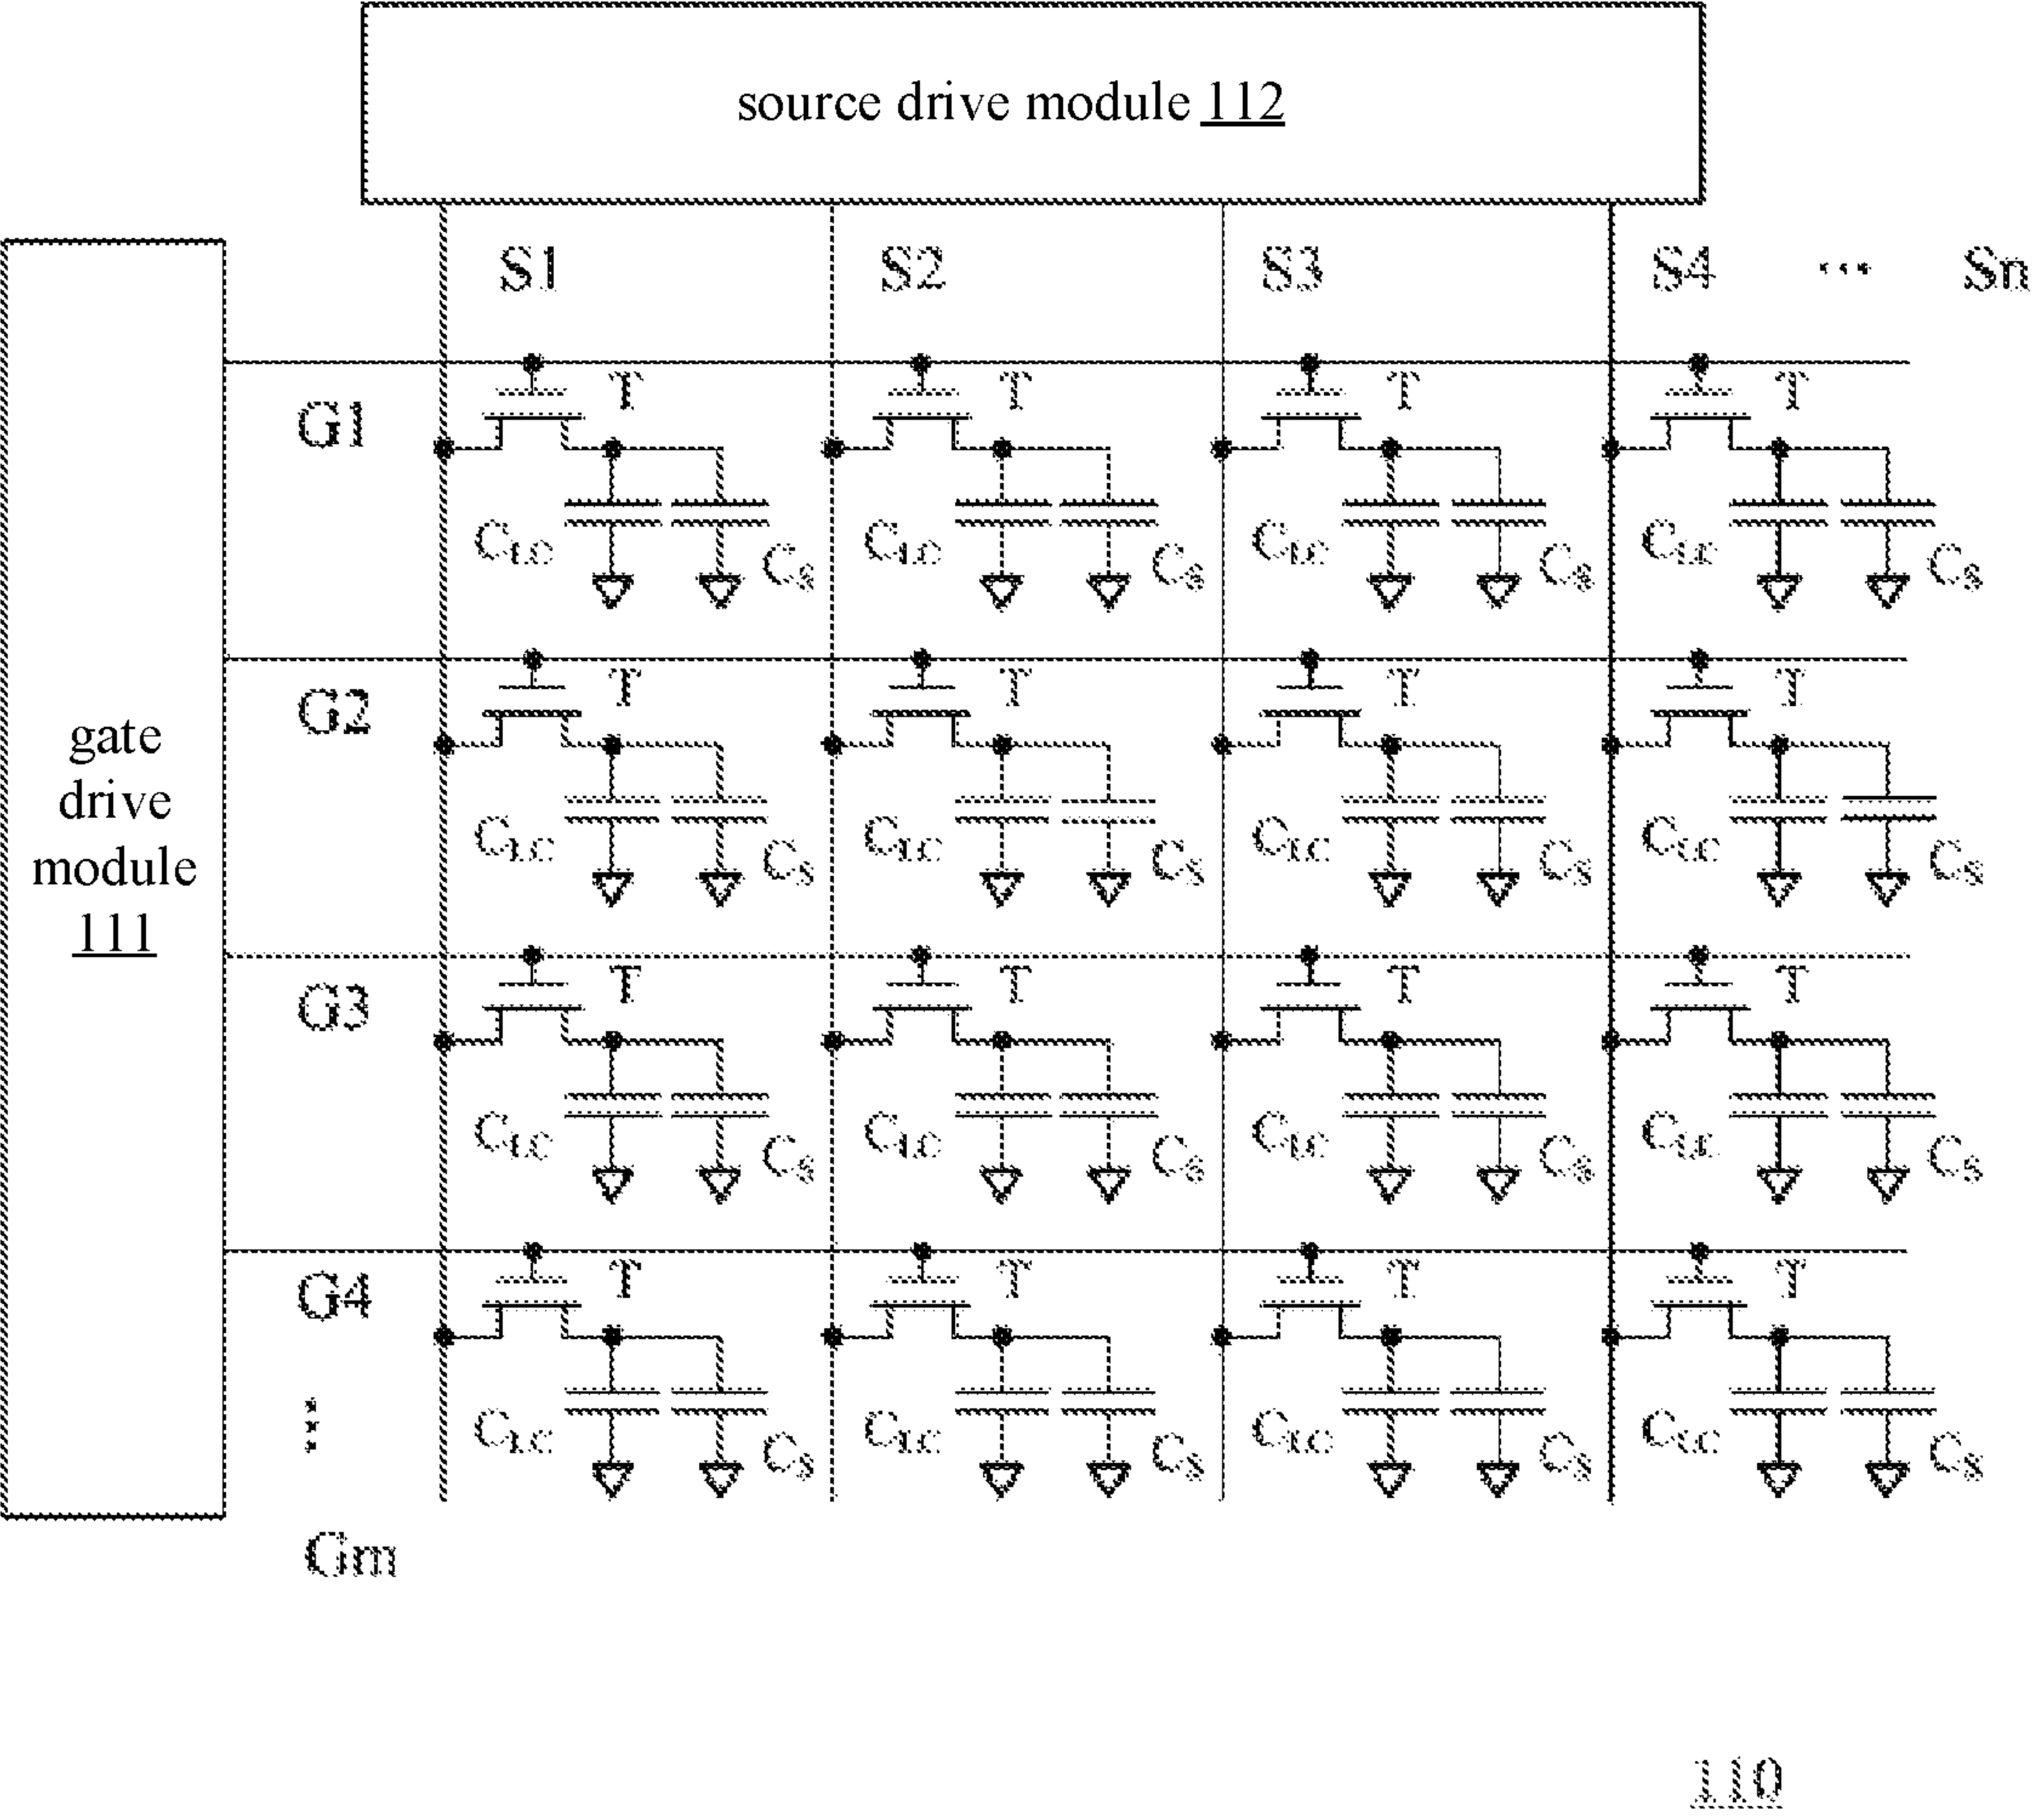 source drive module 112
S1 S2 S3 S4 ... Sn
T T T T
G1
CLC CS CLC CS CLC CS CLC CS
T T T T
G2
gate
drive
module
111
CLC CS CLC CS CLC CS CLC CS
T T T T
G3
CLC CS CLC CS CLC CS CLC CS
T T T T
G4
CLC CS CLC CS CLC CS CLC CS
⋮
Gm
110